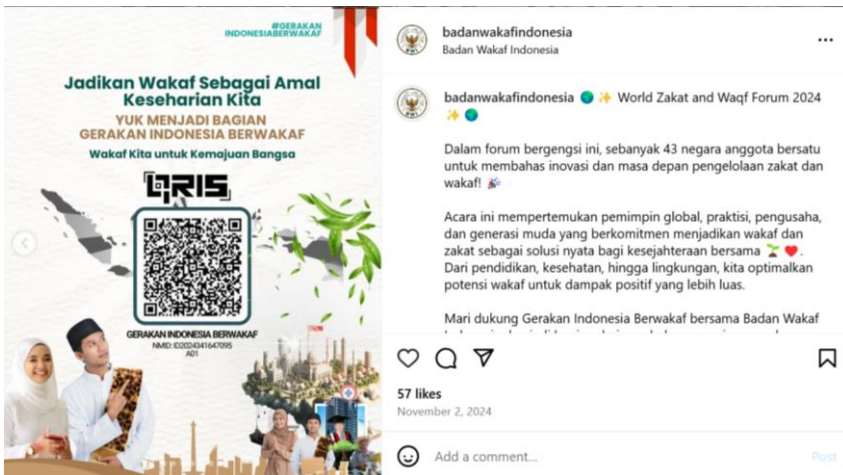 #GERAKAN
INDONESIABERWAKAF
Jadikan Wakaf Sebagai Amal
Keseharian Kita
YUK MENJADI BAGIAN
GERAKAN INDONESIA BERWAKAF
Wakaf Kita untuk Kemajuan Bangsa
QRIS
GERAKAN INDONESIA BERWAKAF
NMID: ID2024341647095
A01
badanwakafindonesia
Badan Wakaf Indonesia
badanwakafindonesia 🌍 ✨ World Zakat and Waqf Forum 2024
✨ 🌍
Dalam forum bergengsi ini, sebanyak 43 negara anggota bersatu
untuk membahas inovasi dan masa depan pengelolaan zakat dan
wakaf! 🎉
Acara ini mempertemukan pemimpin global, praktisi, pengusaha,
dan generasi muda yang berkomitmen menjadikan wakaf dan
zakat sebagai solusi nyata bagi kesejahteraan bersama 🌱 ❤️.
Dari pendidikan, kesehatan, hingga lingkungan, kita optimalkan
potensi wakaf untuk dampak positif yang lebih luas.
Mari dukung Gerakan Indonesia Berwakaf bersama Badan Wakaf
57 likes
November 2, 2024
Add a comment...
Post